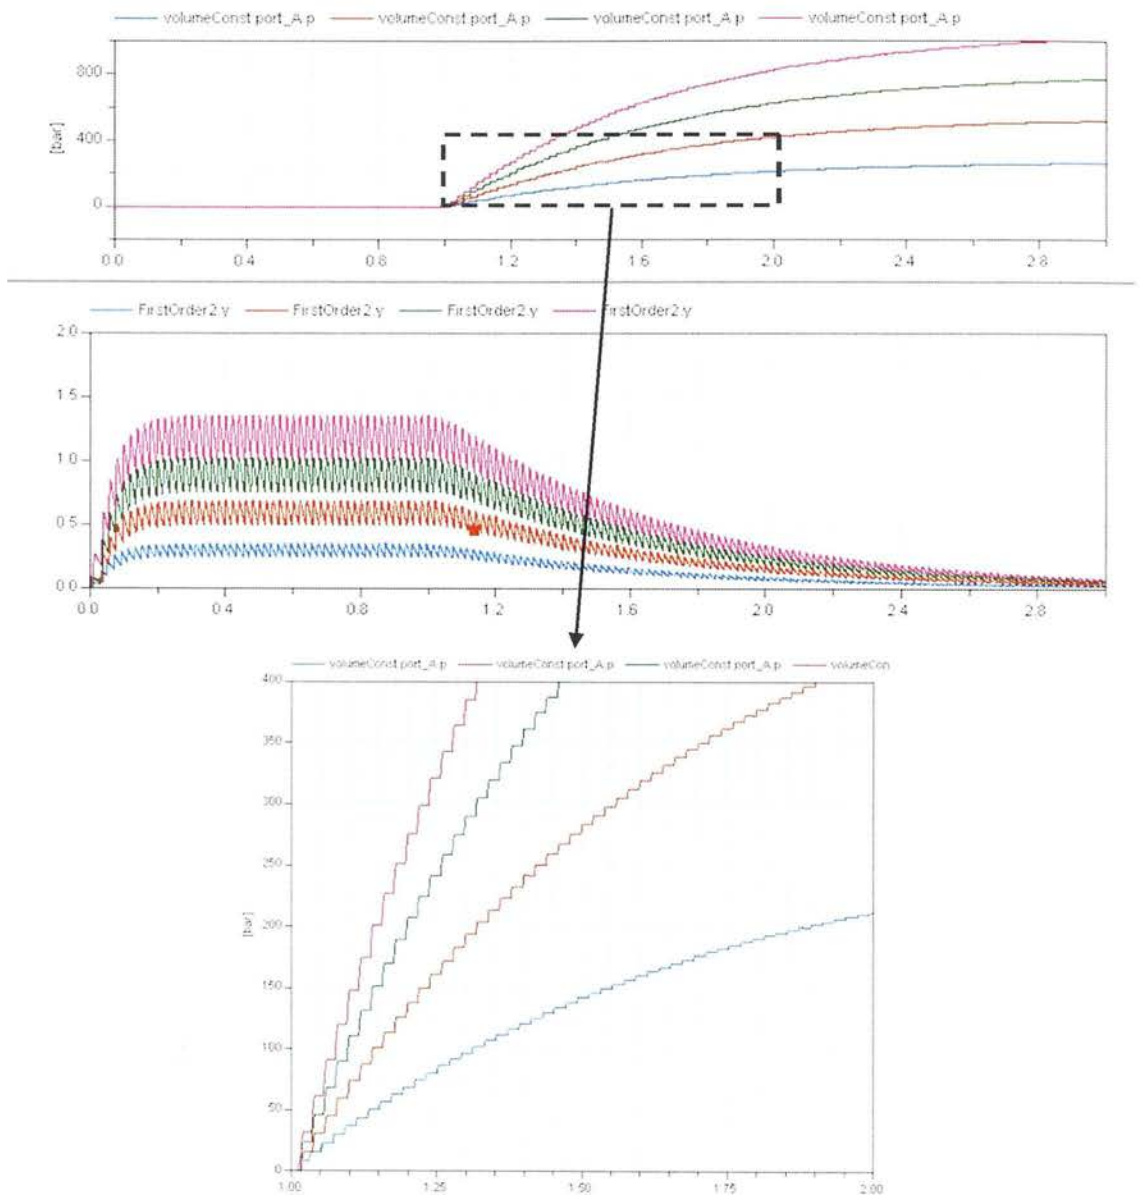 volumeConst.port_A.p volumeConst.port_A.p volumeConst.port_A.p volumeConst.port_A.p
800
400
0
[bar]
0.0 0.4 0.8 1.2 1.6 2.0 2.4 2.8
FirstOrder2.y FirstOrder2.y FirstOrder2.y FirstOrder2.y
2.0
1.5
1.0
0.5
0.0
0.0 0.4 0.8 1.2 1.6 2.0 2.4 2.8
volumeConst.port_A.p volumeConst.port_A.p volumeConst.port_A.p volumeCon
400
350
300
250
200
150
100
50
0
[bar]
1.00 1.25 1.50 1.75 2.00